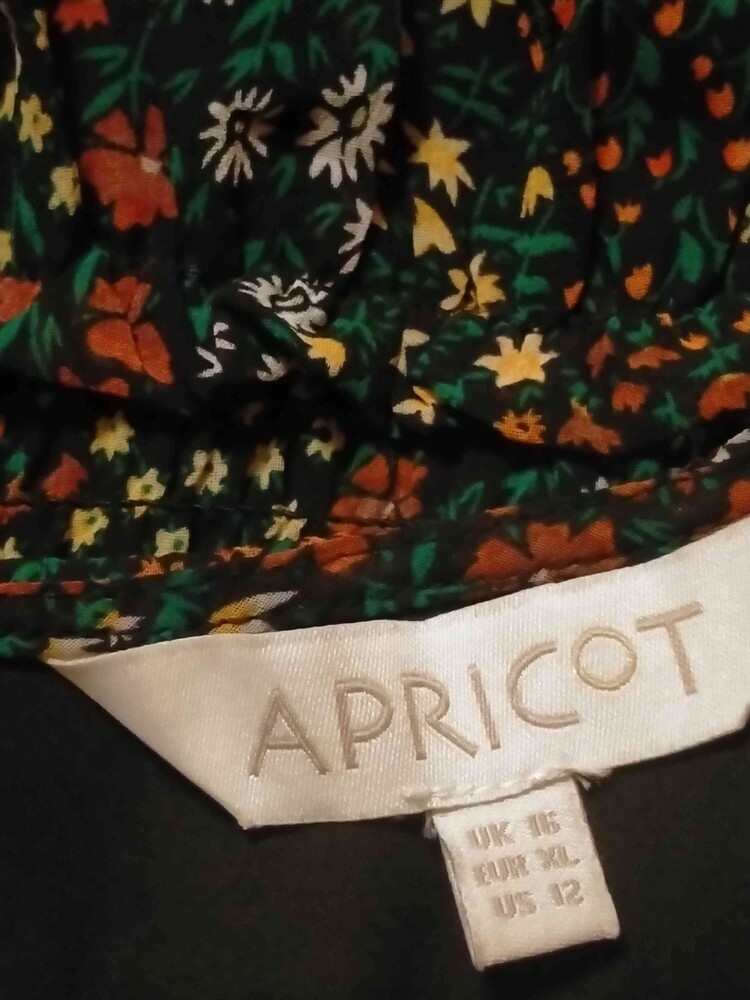 APRICOT
UK 16
EUR XL
US 12